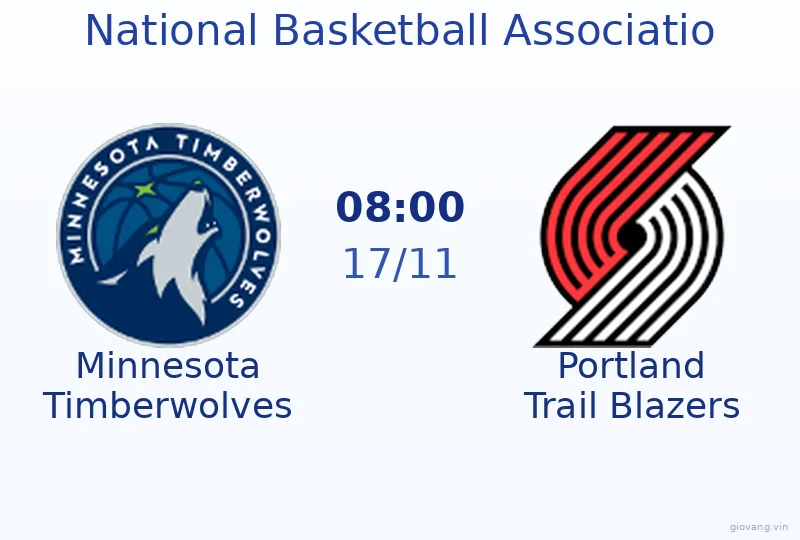 National Basketball Associatio
MINNESOTA TIMBERWOLVES
08:00
17/11
Minnesota
Timberwolves
Portland
Trail Blazers
giovang.vin